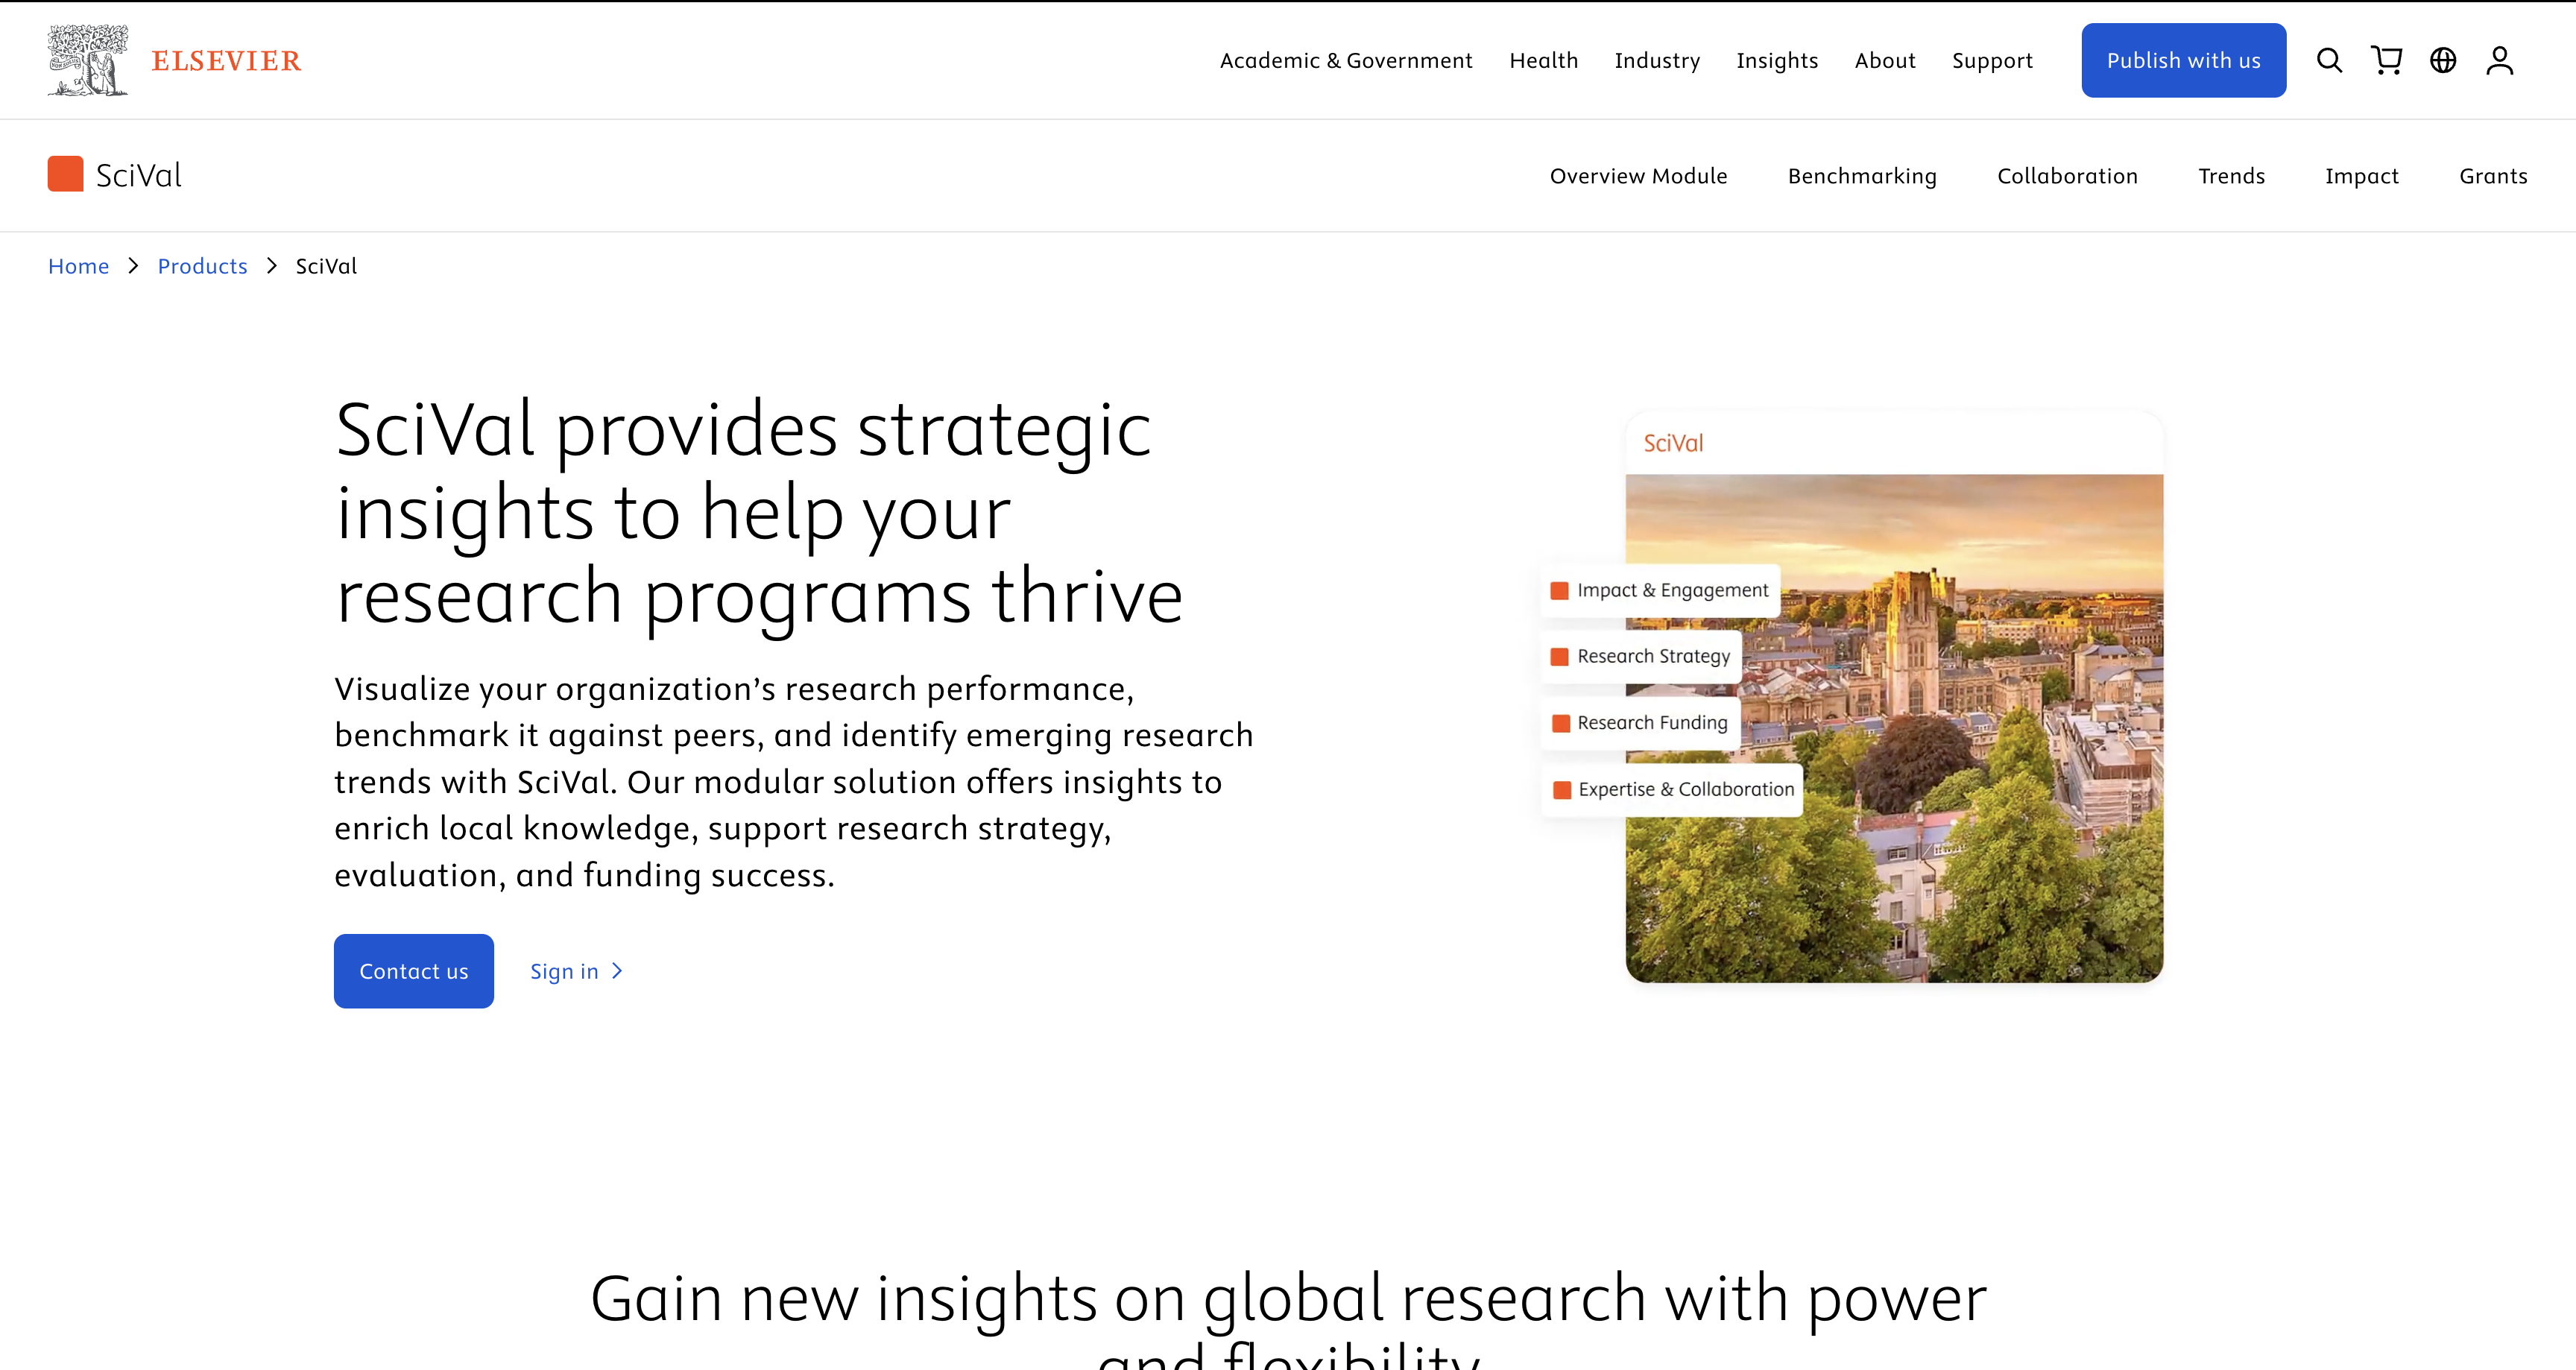 ELSEVIER
Academic & Government Health Industry Insights About Support Publish with us
SciVal
Overview Module Benchmarking Collaboration Trends Impact Grants
Home Products SciVal
SciVal provides strategic
insights to help your
research programs thrive
Visualize your organization’s research performance,
benchmark it against peers, and identify emerging research
trends with SciVal. Our modular solution offers insights to
enrich local knowledge, support research strategy,
evaluation, and funding success.
Contact us Sign in
SciVal
Impact & Engagement
Research Strategy
Research Funding
Expertise & Collaboration
Gain new insights on global research with power
and flexibility